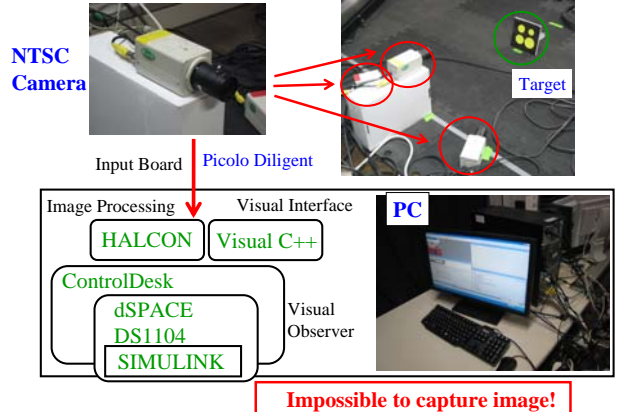 NTSC
Camera
Target
Input Board
Picolo Diligent
Image Processing
Visual Interface
PC
HALCON
Visual C++
ControlDesk
dSPACE
DS1104
SIMULINK
Visual
Observer
Impossible to capture image!